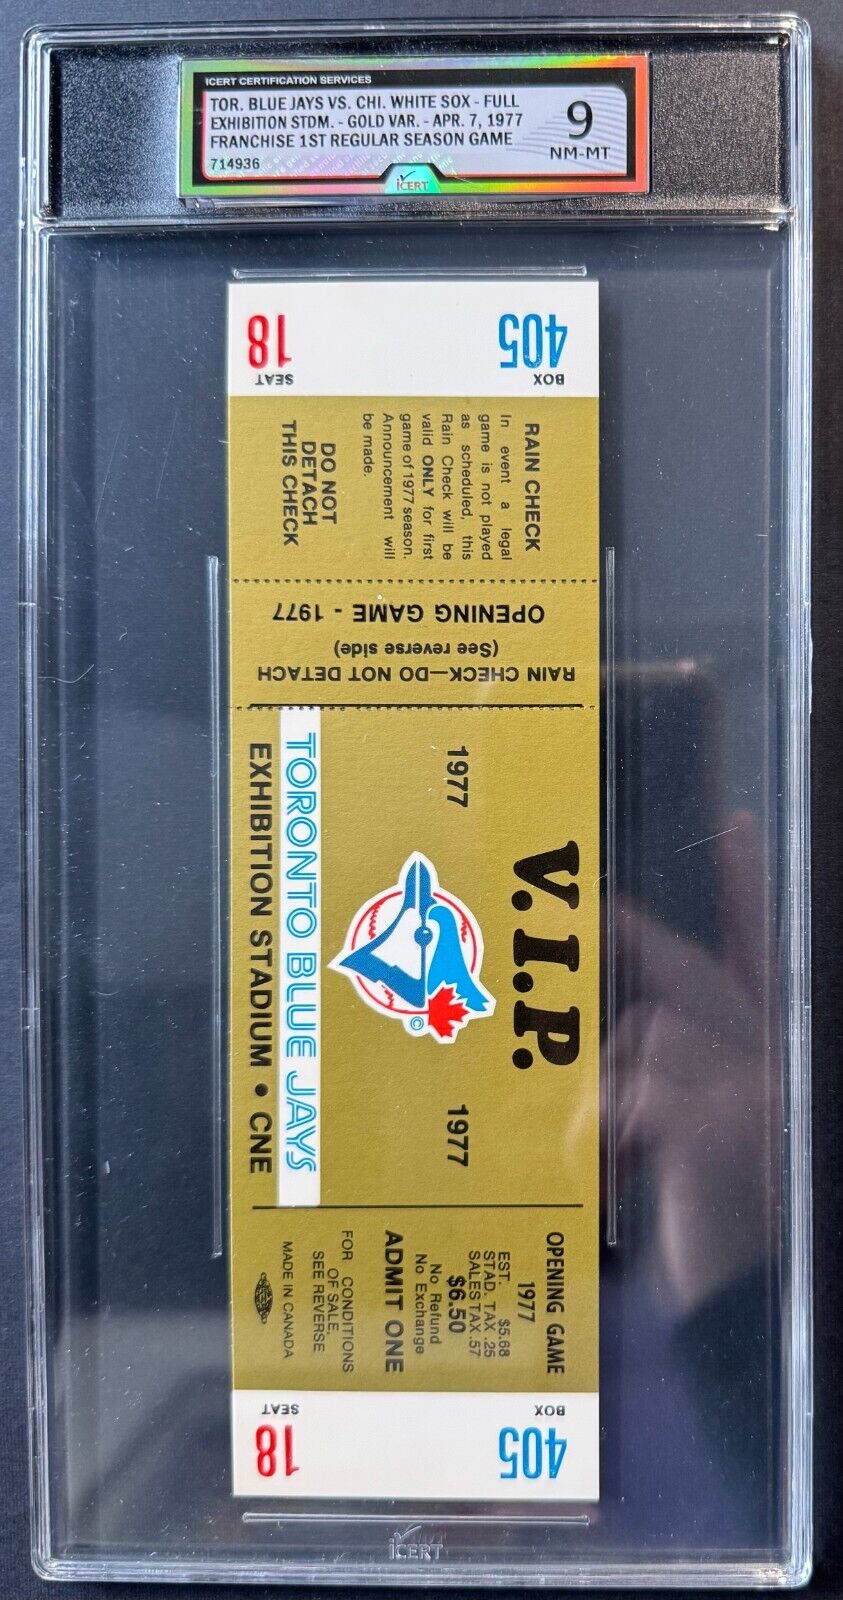 ICERT CERTIFICATION SERVICES
TOR. BLUE JAYS VS. CHI. WHITE SOX - FULL
EXHIBITION STDM. - GOLD VAR. - APR. 7, 1977
FRANCHISE 1ST REGULAR SEASON GAME
714936
9
NM-MT
iCERT
SEAT
18
BOX
405
RAIN CHECK
In event a legal
game is not played
as scheduled, this
Rain Check will be
valid ONLY for first
game of 1977 season.
Announcement will
be made.
DO NOT
DETACH
THIS CHECK
RAIN CHECK—DO NOT DETACH
(See reverse side)
OPENING GAME - 1977
V.I.P.
1977
1977
©
TORONTO BLUE JAYS
EXHIBITION STADIUM • CNE
OPENING GAME
1977
EST. $5.68
STAD. TAX .25
SALES TAX .57
$6.50
No Refund
No Exchange
ADMIT ONE
FOR CONDITIONS
OF SALE,
SEE REVERSE
MADE IN CANADA
BOX
405
SEAT
18
iCERT